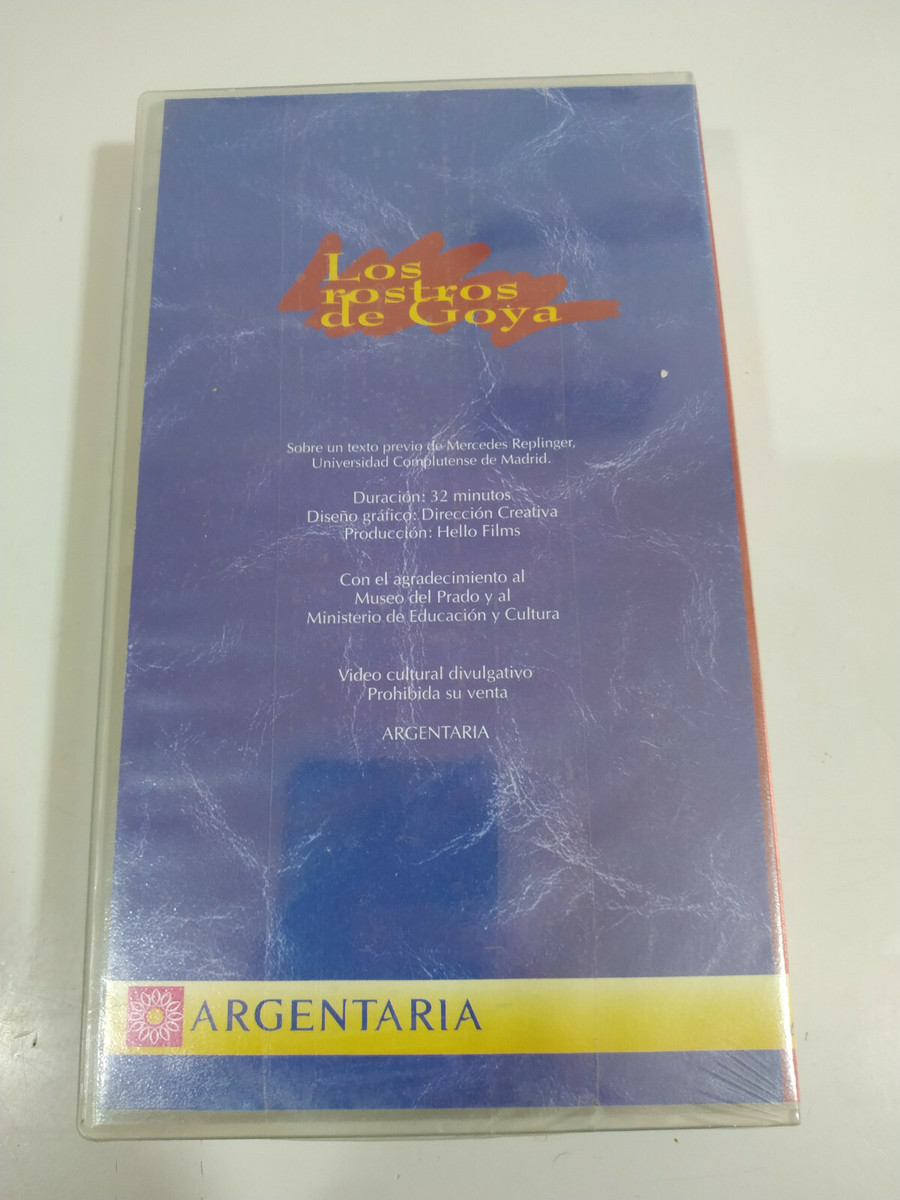 Los
rostros
de Goya
Sobre un texto previo de Mercedes Replinger,
Universidad Complutense de Madrid.
Duración: 32 minutos
Diseño gráfico: Dirección Creativa
Producción: Hello Films
Con el agradecimiento al
Museo del Prado y al
Ministerio de Educación y Cultura
Video cultural divulgativo
Prohibida su venta
ARGENTARIA
ARGENTARIA